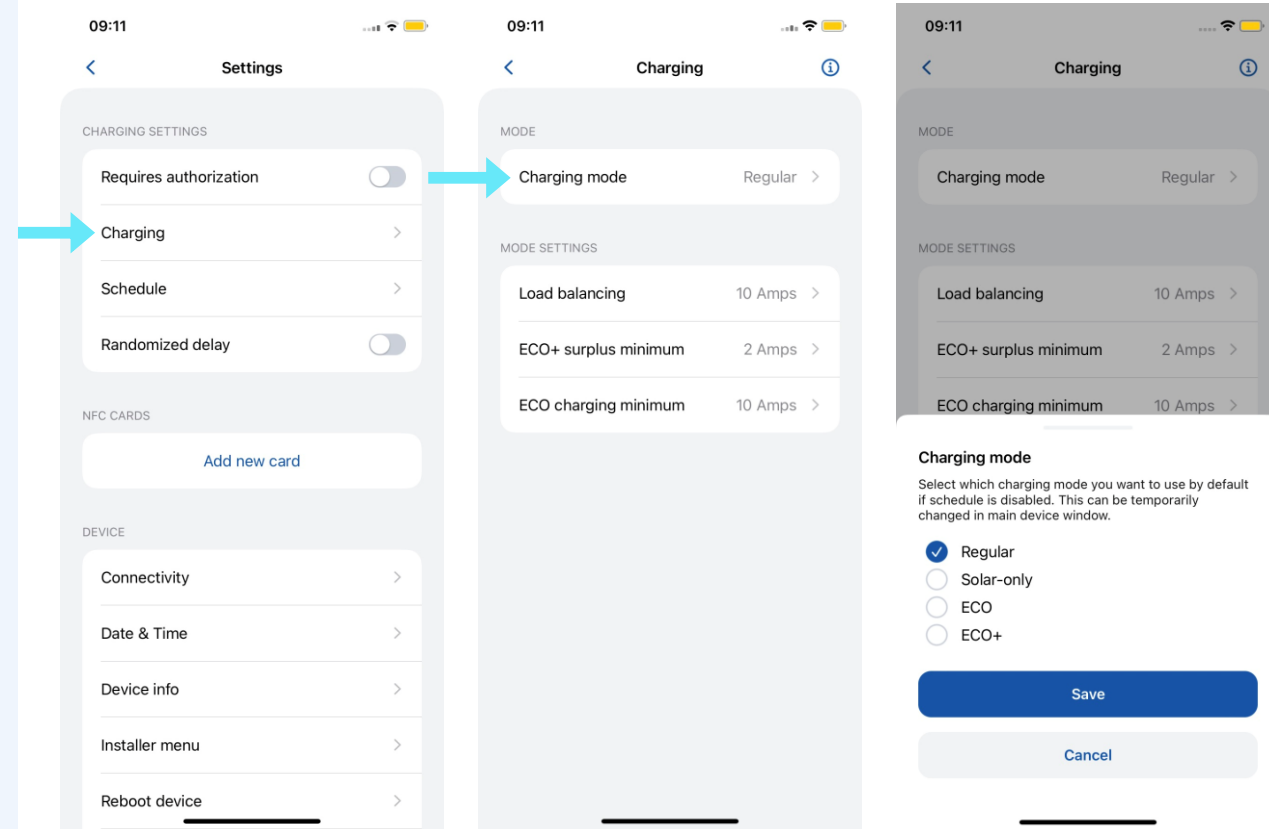 09:11
Settings
CHARGING SETTINGS
Requires authorization
Charging
Schedule
Randomized delay
NFC CARDS
Add new card
DEVICE
Connectivity
Date & Time
Device info
Installer menu
Reboot device
09:11
Charging
MODE
Charging mode Regular
MODE SETTINGS
Load balancing 10 Amps
ECO+ surplus minimum 2 Amps
ECO charging minimum 10 Amps
09:11
Charging
MODE
Charging mode Regular
MODE SETTINGS
Load balancing 10 Amps
ECO+ surplus minimum 2 Amps
ECO charging minimum 10 Amps
Charging mode
Select which charging mode you want to use by default
if schedule is disabled. This can be temporarily
changed in main device window.
Regular
Solar-only
ECO
ECO+
Save
Cancel